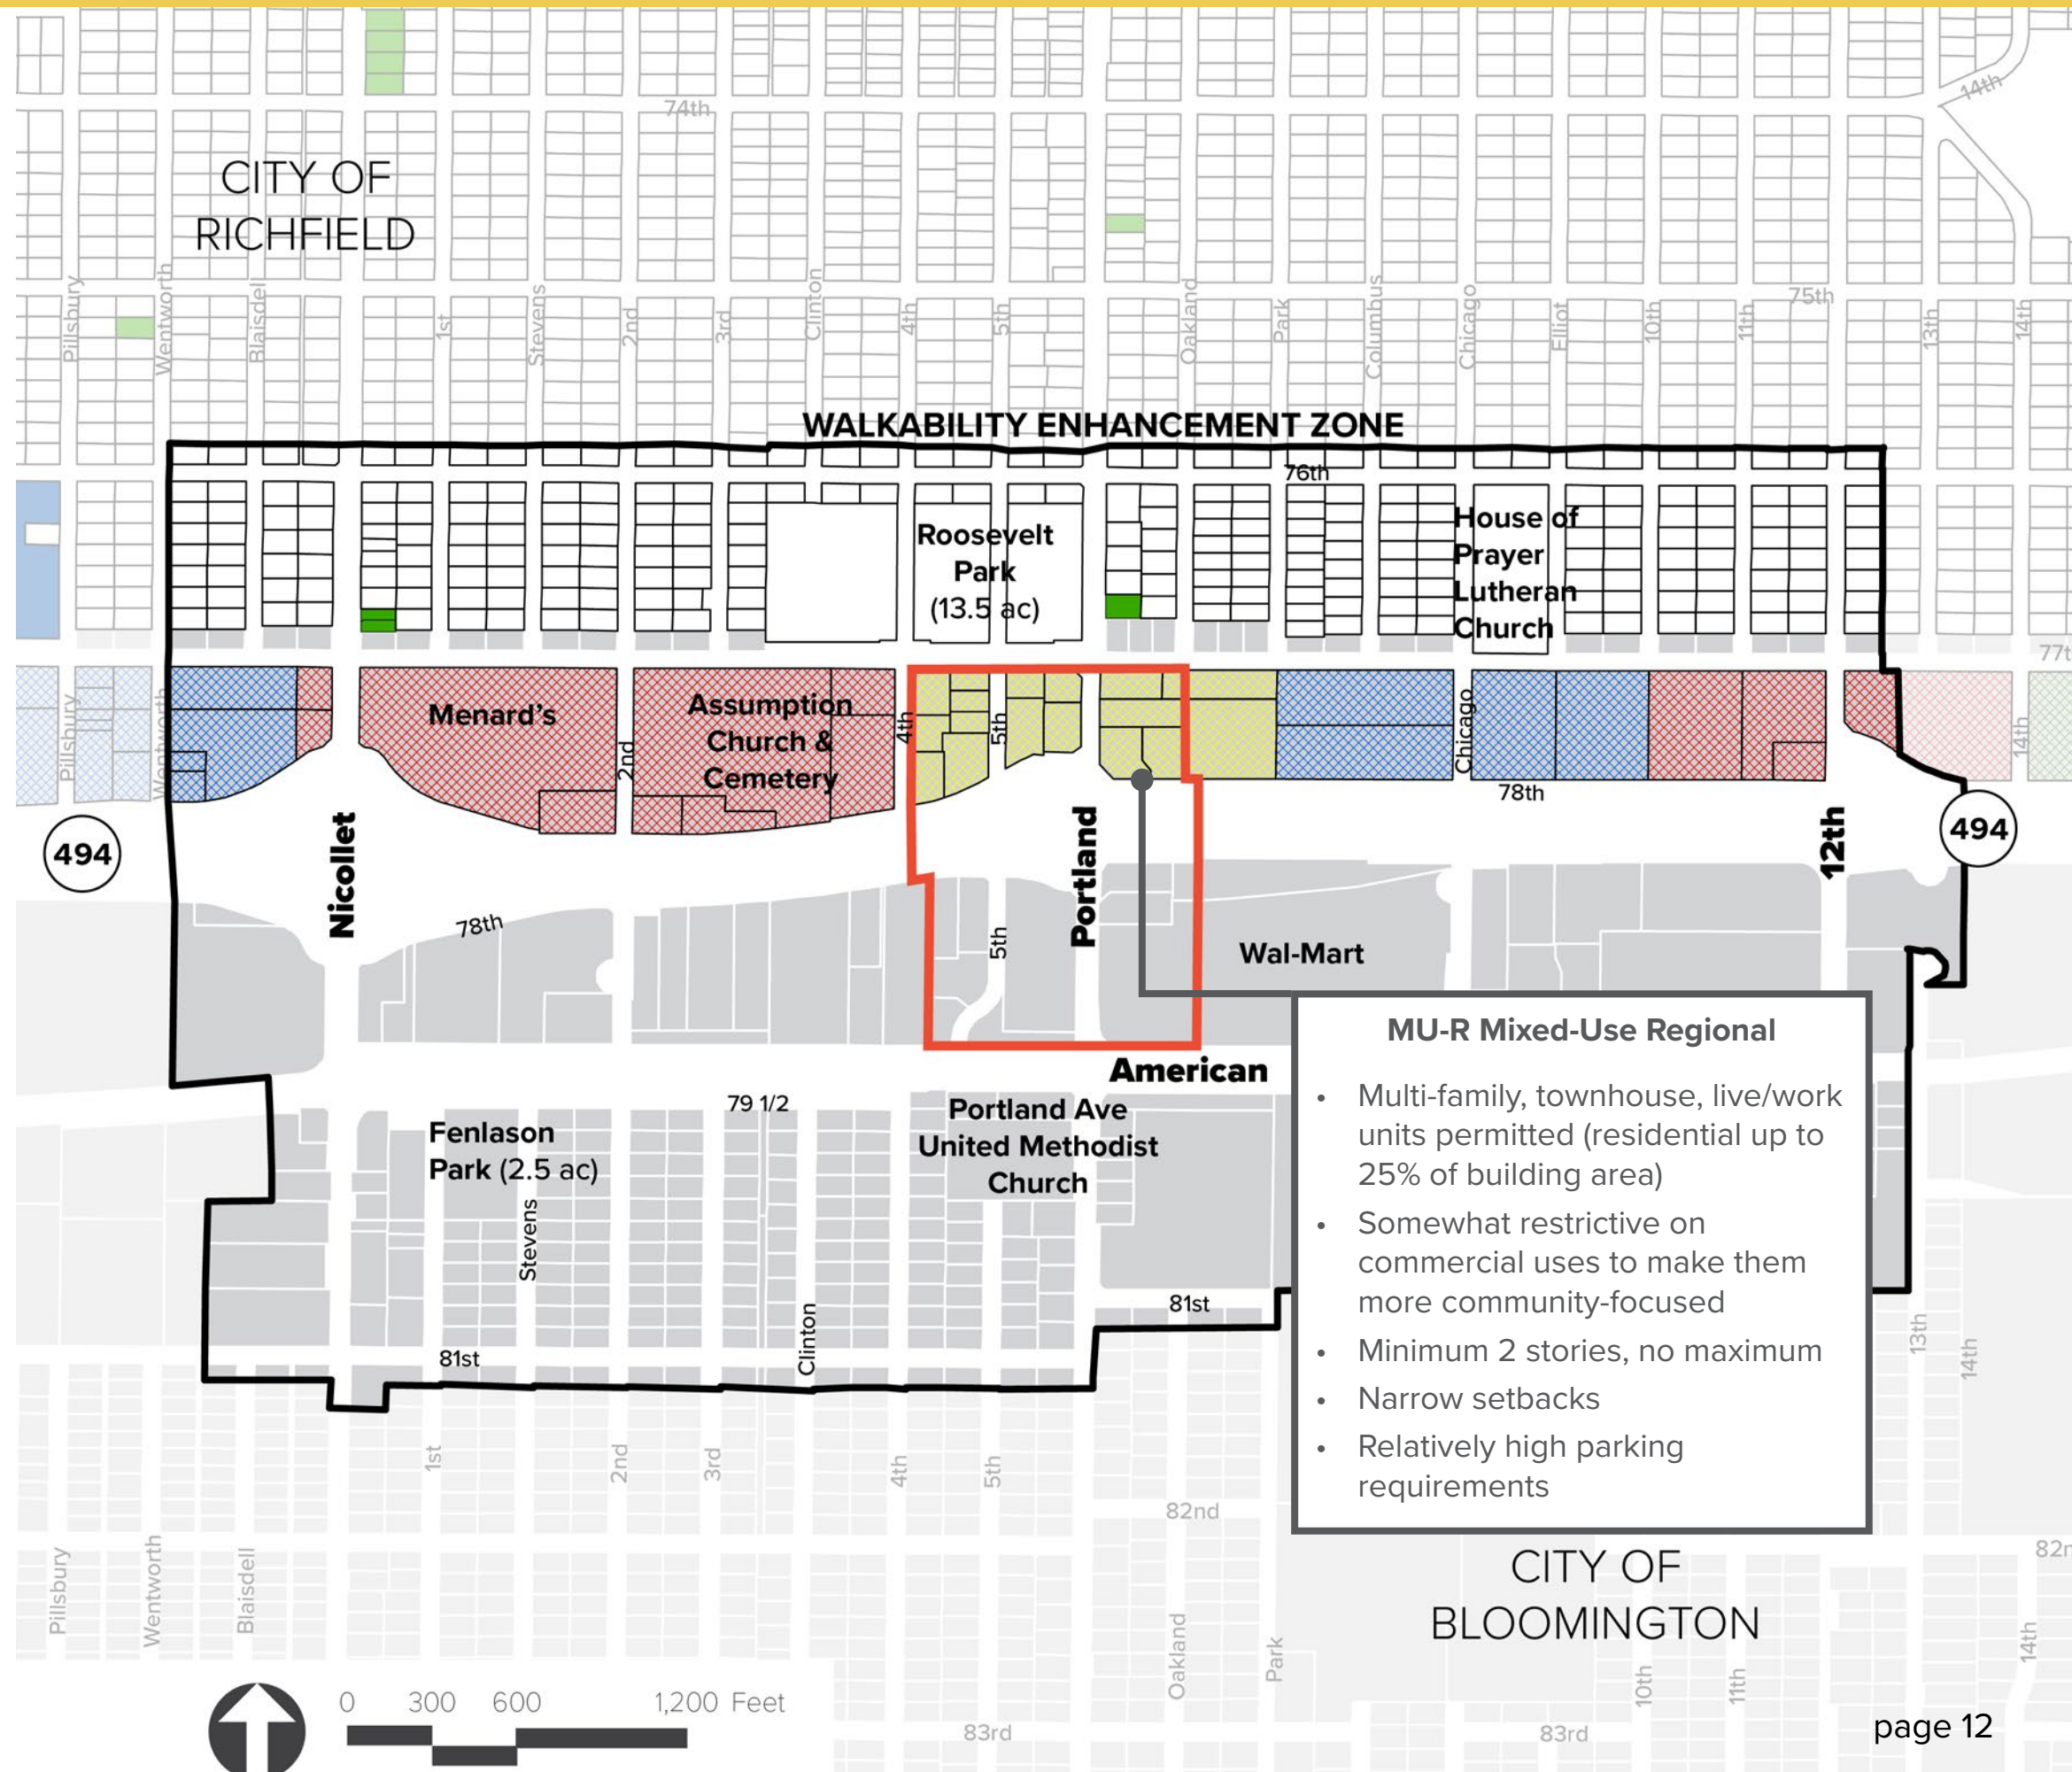 74th
14th
CITY OF
RICHFIELD
Pillsbury
Wentworth
Blaisdell
1st
Stevens
2nd
3rd
Clinton
4th
5th
Oakland
Park
Columbus
Chicago
Elliot
10th
11th
75th
13th
14th
WALKABILITY ENHANCEMENT ZONE
76th
Roosevelt
Park
(13.5 ac)
House of
Prayer
Lutheran
Church
77t
Pillsbury
Wentworth
Menard's
2nd
Assumption
Church &
Cemetery
4th
5th
Chicago
14th
78th
494
Nicollet
Portland
12th
494
78th
5th
Wal-Mart
American
79 1/2
Fenlason
Park (2.5 ac)
Stevens
Portland Ave
United Methodist
Church
Clinton
81st
81st
MU-R Mixed-Use Regional
• Multi-family, townhouse, live/work
units permitted (residential up to
25% of building area)
• Somewhat restrictive on
commercial uses to make them
more community-focused
• Minimum 2 stories, no maximum
• Narrow setbacks
• Relatively high parking
requirements
13th
14th
1st
2nd
3rd
4th
5th
82nd
82n
Pillsbury
Wentworth
Blaisdell
Oakland
Park
CITY OF
BLOOMINGTON
10th
11th
14th
0 300 600 1,200 Feet
83rd
83rd
page 12